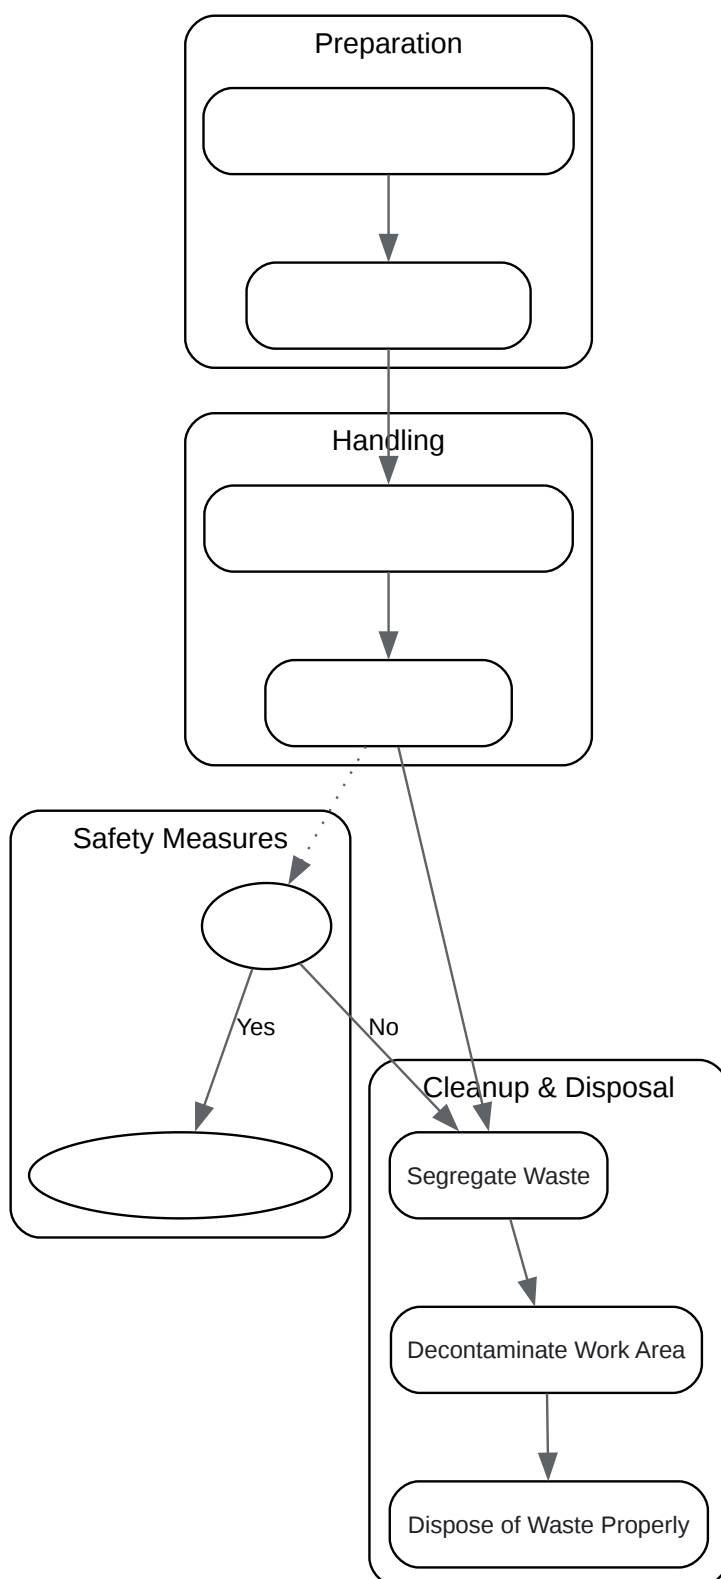 Preparation
Handling
Safety Measures
Yes
No
Cleanup & Disposal
Segregate Waste
Decontaminate Work Area
Dispose of Waste Properly